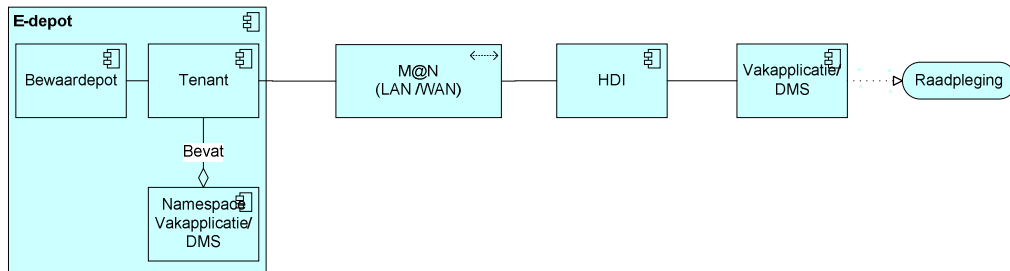 E-depot
Bewaardepot
Tenant
M@N
(LAN /WAN)
HDI
Vakapplicatie/
DMS
Raadpleging
Bevat
Namespace
Vakapplicatie/
DMS